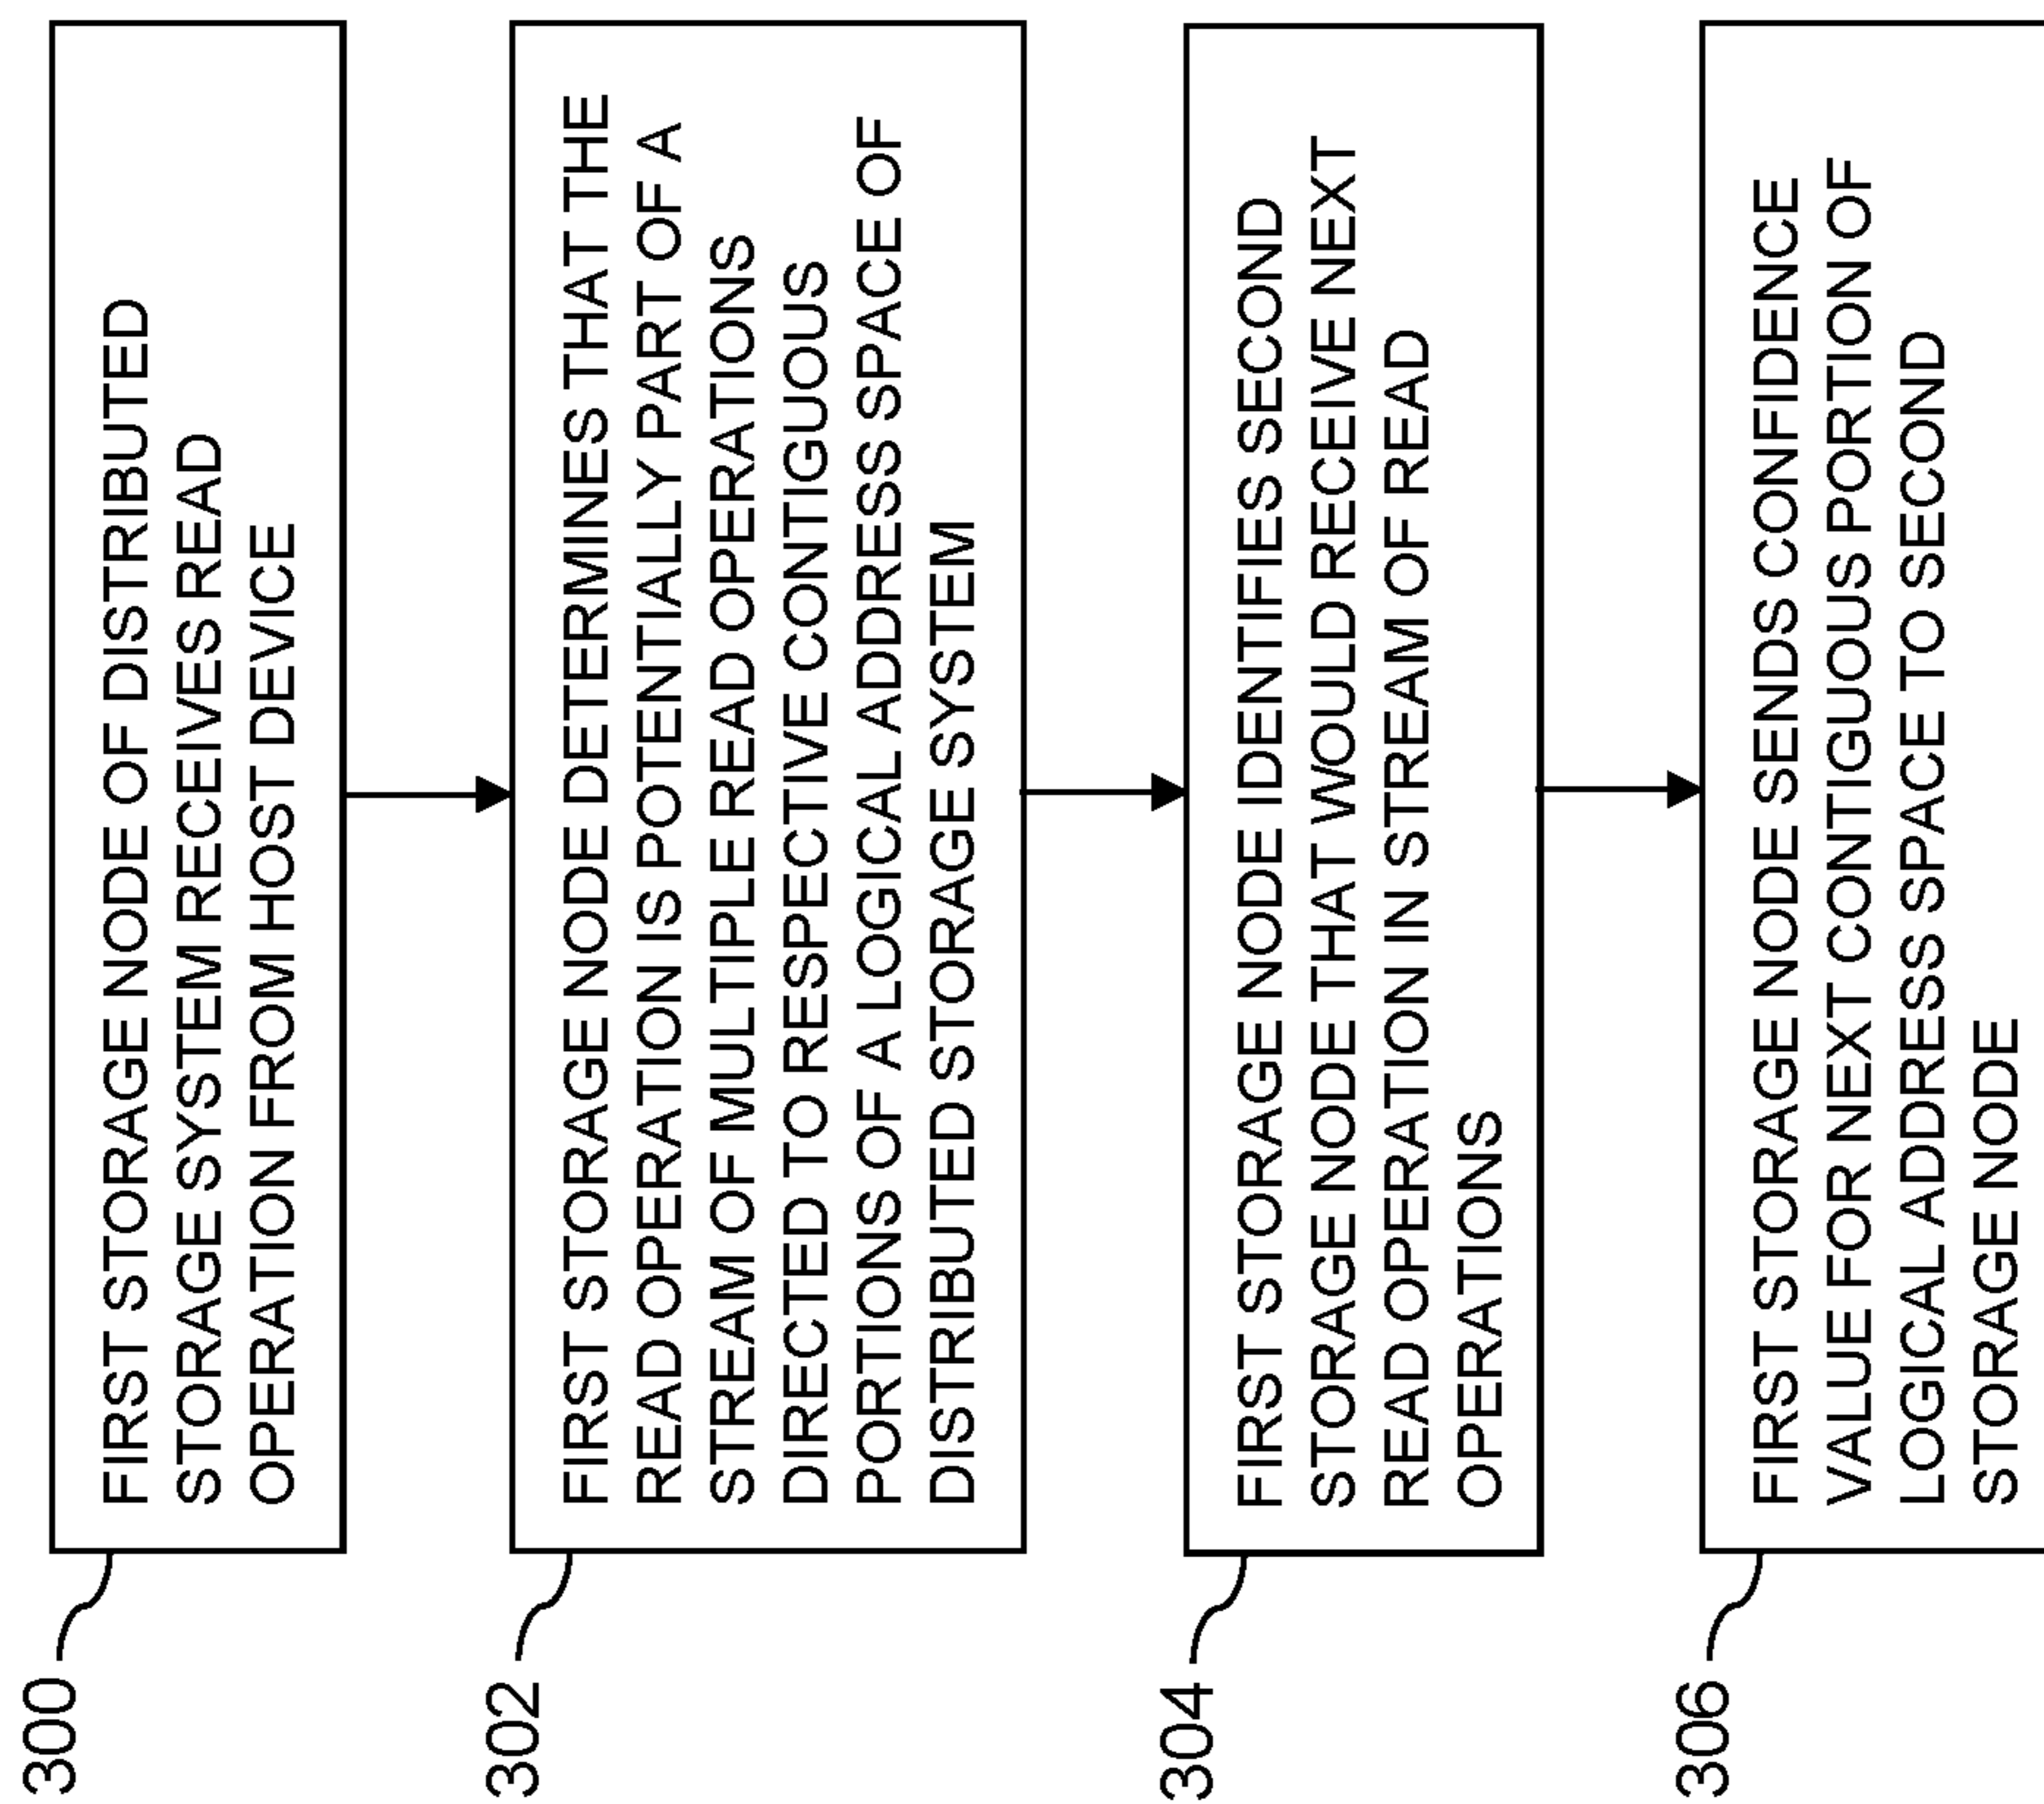 300
FIRST STORAGE NODE OF DISTRIBUTED
STORAGE SYSTEM RECEIVES READ
OPERATION FROM HOST DEVICE
302
FIRST STORAGE NODE DETERMINES THAT THE
READ OPERATION IS POTENTIALLY PART OF A
STREAM OF MULTIPLE READ OPERATIONS
DIRECTED TO RESPECTIVE CONTIGUOUS
PORTIONS OF A LOGICAL ADDRESS SPACE OF
DISTRIBUTED STORAGE SYSTEM
304
FIRST STORAGE NODE IDENTIFIES SECOND
STORAGE NODE THAT WOULD RECEIVE NEXT
READ OPERATION IN STREAM OF READ
OPERATIONS
306
FIRST STORAGE NODE SENDS CONFIDENCE
VALUE FOR NEXT CONTIGUOUS PORTION OF
LOGICAL ADDRESS SPACE TO SECOND
STORAGE NODE